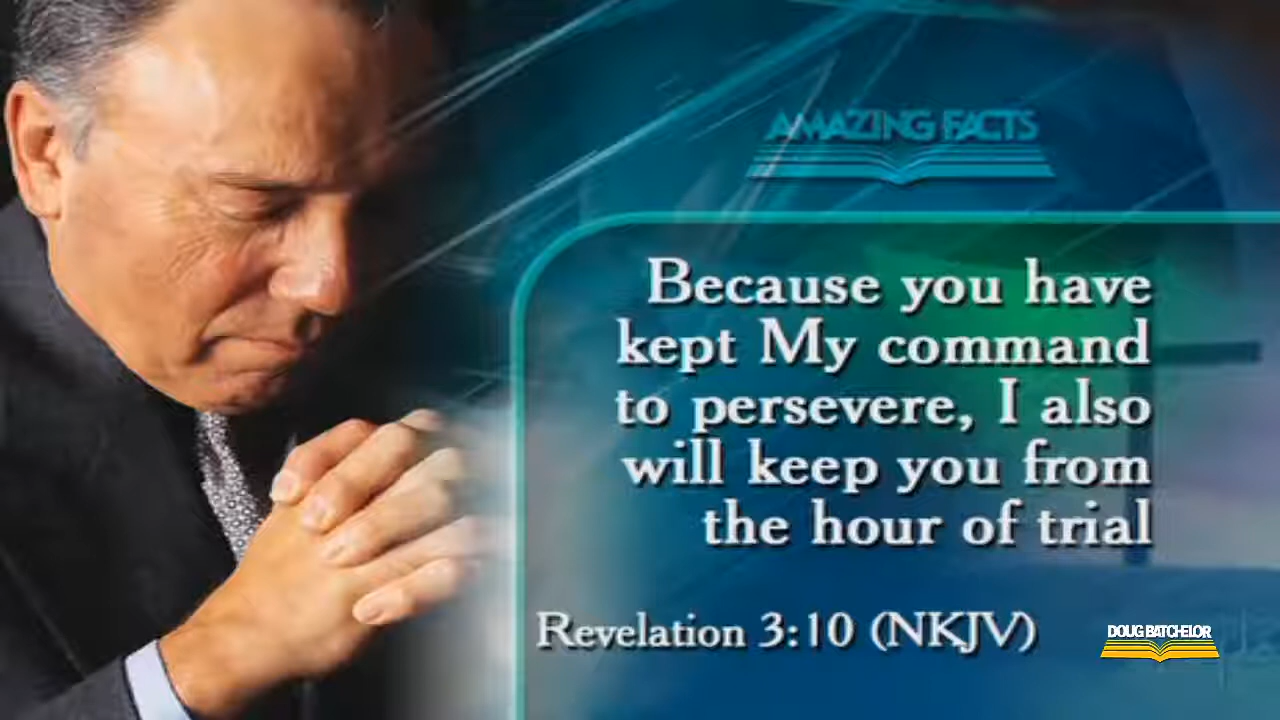 AMAZING FACTS
Because you have
kept My command
to persevere, I also
will keep you from
the hour of trial
Revelation 3:10 (NKJV)
DOUG BATCHELOR